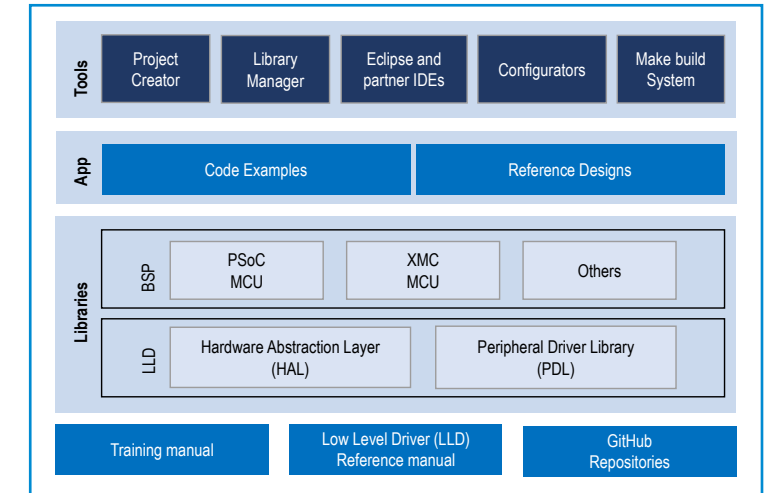 Tools
Project
Creator
Library
Manager
Eclipse and
partner IDEs
Configurators
Make build
System
App
Code Examples
Reference Designs
Libraries
BSP
PSoC
MCU
XMC
MCU
Others
LLD
Hardware Abstraction Layer
(HAL)
Peripheral Driver Library
(PDL)
Training manual
Low Level Driver (LLD)
Reference manual
GitHub
Repositories